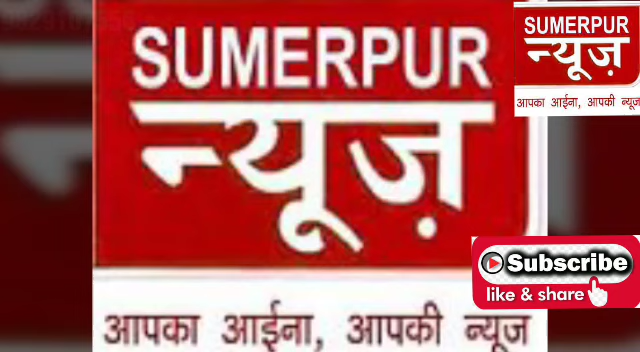 SUMERPUR
न्यूज़
आपका आईना, आपकी न्यूज
SUMERPUR
न्यूज़
आपका आईना, आपकी न्यूज
Subscribe
like & share